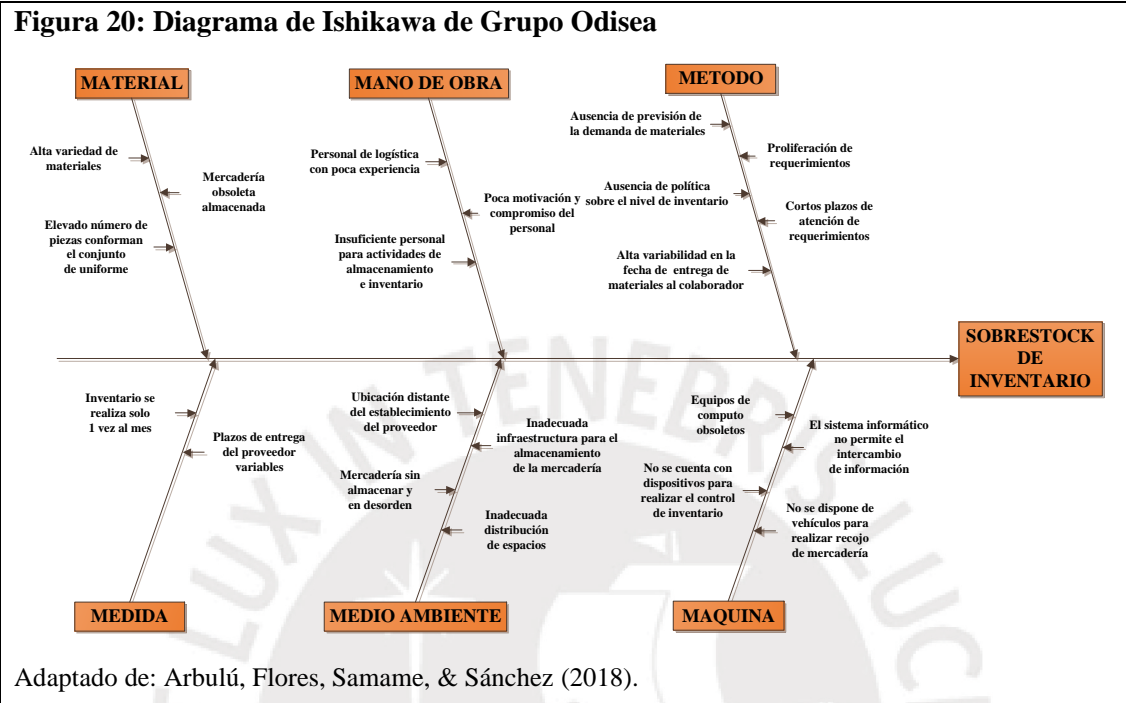 Figura 20: Diagrama de Ishikawa de Grupo Odisea
MATERIAL
MANO DE OBRA
METODO
Alta variedad de
materiales
Mercadería
obsoleta
almacenada
Elevado número de
piezas conforman
el conjunto
de uniforme
Personal de logística
con poca experiencia
Poca motivación y
compromiso del
personal
Insuficiente personal
para actividades de
almacenamiento
e inventario
Ausencia de previsión de
la demanda de materiales
Proliferación de
requerimientos
Ausencia de política
sobre el nivel de inventario
Cortos plazos de
atención de
requerimientos
Alta variabilidad en la
fecha de entrega de
materiales al colaborador
SOBRESTOCK
DE
INVENTARIO
Inventario se
realiza solo
1 vez al mes
Plazos de entrega
del proveedor
variables
Ubicación distante
del establecimiento
del proveedor
Inadecuada
infraestructura para el
almacenamiento
de la mercadería
Mercadería sin
almacenar y
en desorden
Inadecuada
distribución
de espacios
Equipos de
computo
obsoletos
El sistema informático
no permite el
intercambio
de información
No se cuenta con
dispositivos para
realizar el control
de inventario
No se dispone de
vehículos para
realizar recojo
de mercadería
MEDIDA
MEDIO AMBIENTE
MAQUINA
LUX IN TENEBRIS LUC
Adaptado de: Arbulú, Flores, Samame, & Sánchez (2018).